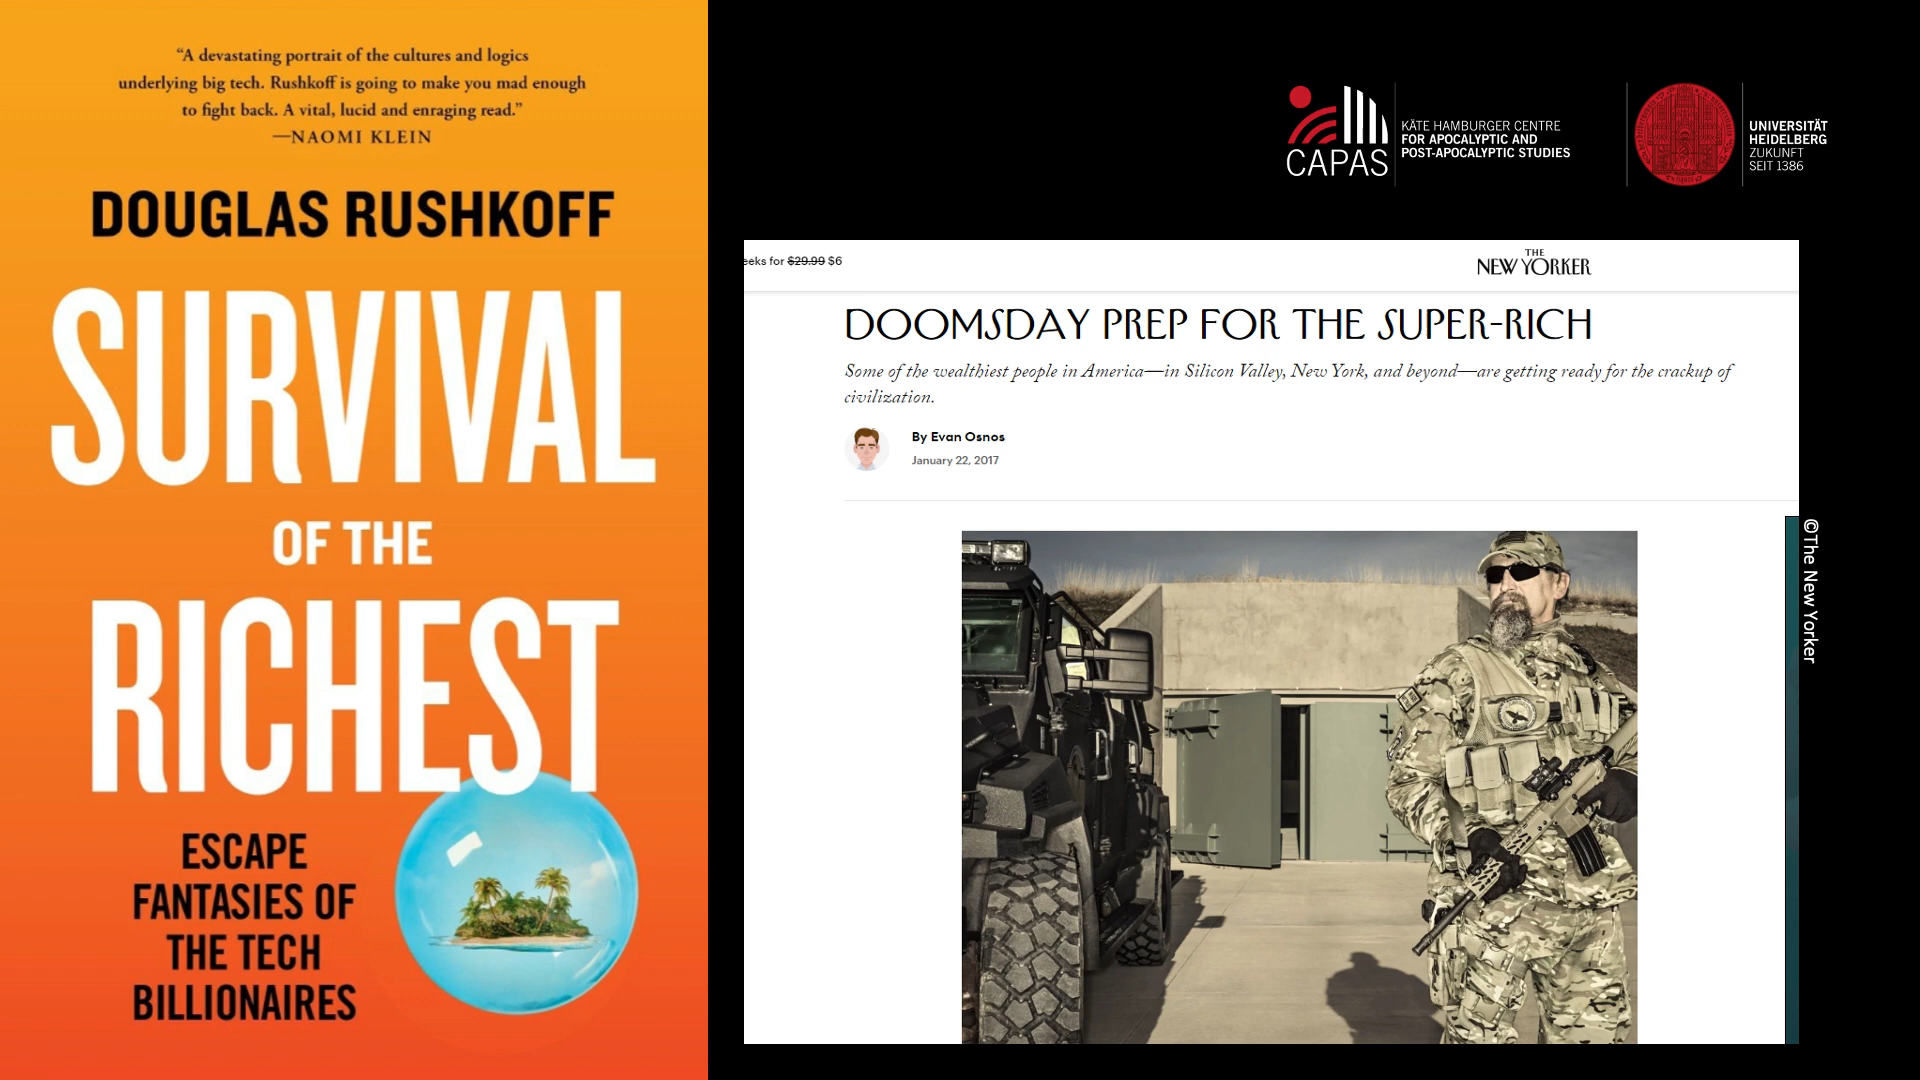 “A devastating portrait of the cultures and logics
underlying big tech. Rushkoff is going to make you mad enough
to fight back. A vital, lucid and enraging read.”
—NAOMI KLEIN
DOUGLAS RUSHKOFF
SURVIVAL
OF THE
RICHEST
ESCAPE
FANTASIES OF
THE TECH
BILLIONAIRES
CAPAS
KÄTE HAMBURGER CENTRE
FOR APOCALYPTIC AND
POST-APOCALYPTIC STUDIES
UNIVERSITÄT
HEIDELBERG
ZUKUNFT
SEIT 1386
eeks for $29.99 $6
THE
NEW YORKER
DOOMSDAY PREP FOR THE SUPER-RICH
Some of the wealthiest people in America—in Silicon Valley, New York, and beyond—are getting ready for the crackup of
civilization.
By Evan Osnos
January 22, 2017
©The New Yorker